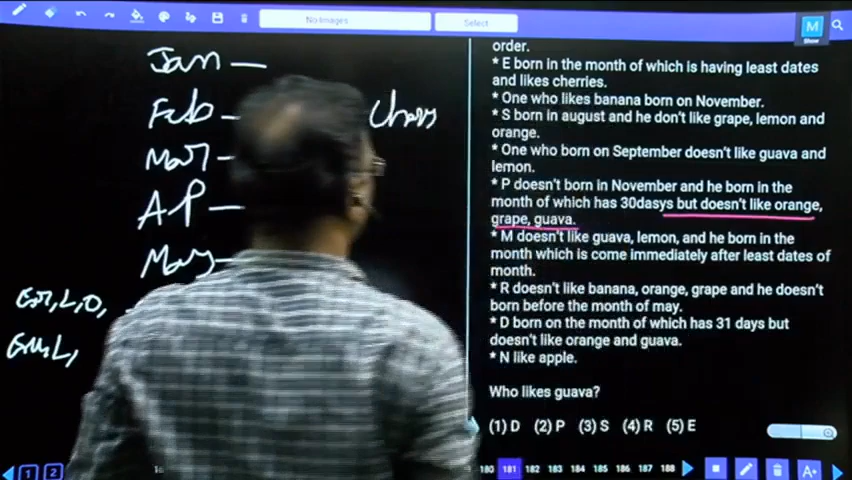 No Images
Select
M
Show
Jan —
Feb —
Cherrs
Mar —
AP —
May —
Gr, L, O,
Gu, L,
order.
* E born in the month of which is having least dates
and likes cherries.
* One who likes banana born on November.
* S born in august and he don't like grape, lemon and
orange.
* One who born on September doesn't like guava and
lemon.
* P doesn't born in November and he born in the
month of which has 30dasys but doesn't like orange,
grape, guava.
* M doesn't like guava, lemon, and he born in the
month which is come immediately after least dates of
month.
* R doesn't like banana, orange, grape and he doesn't
born before the month of may.
* D born on the month of which has 31 days but
doesn't like orange and guava.
* N like apple.
Who likes guava?
(1) D (2) P (3) S (4) R (5) E
1 2
180 181 182 183 184 185 186 187 188
A+